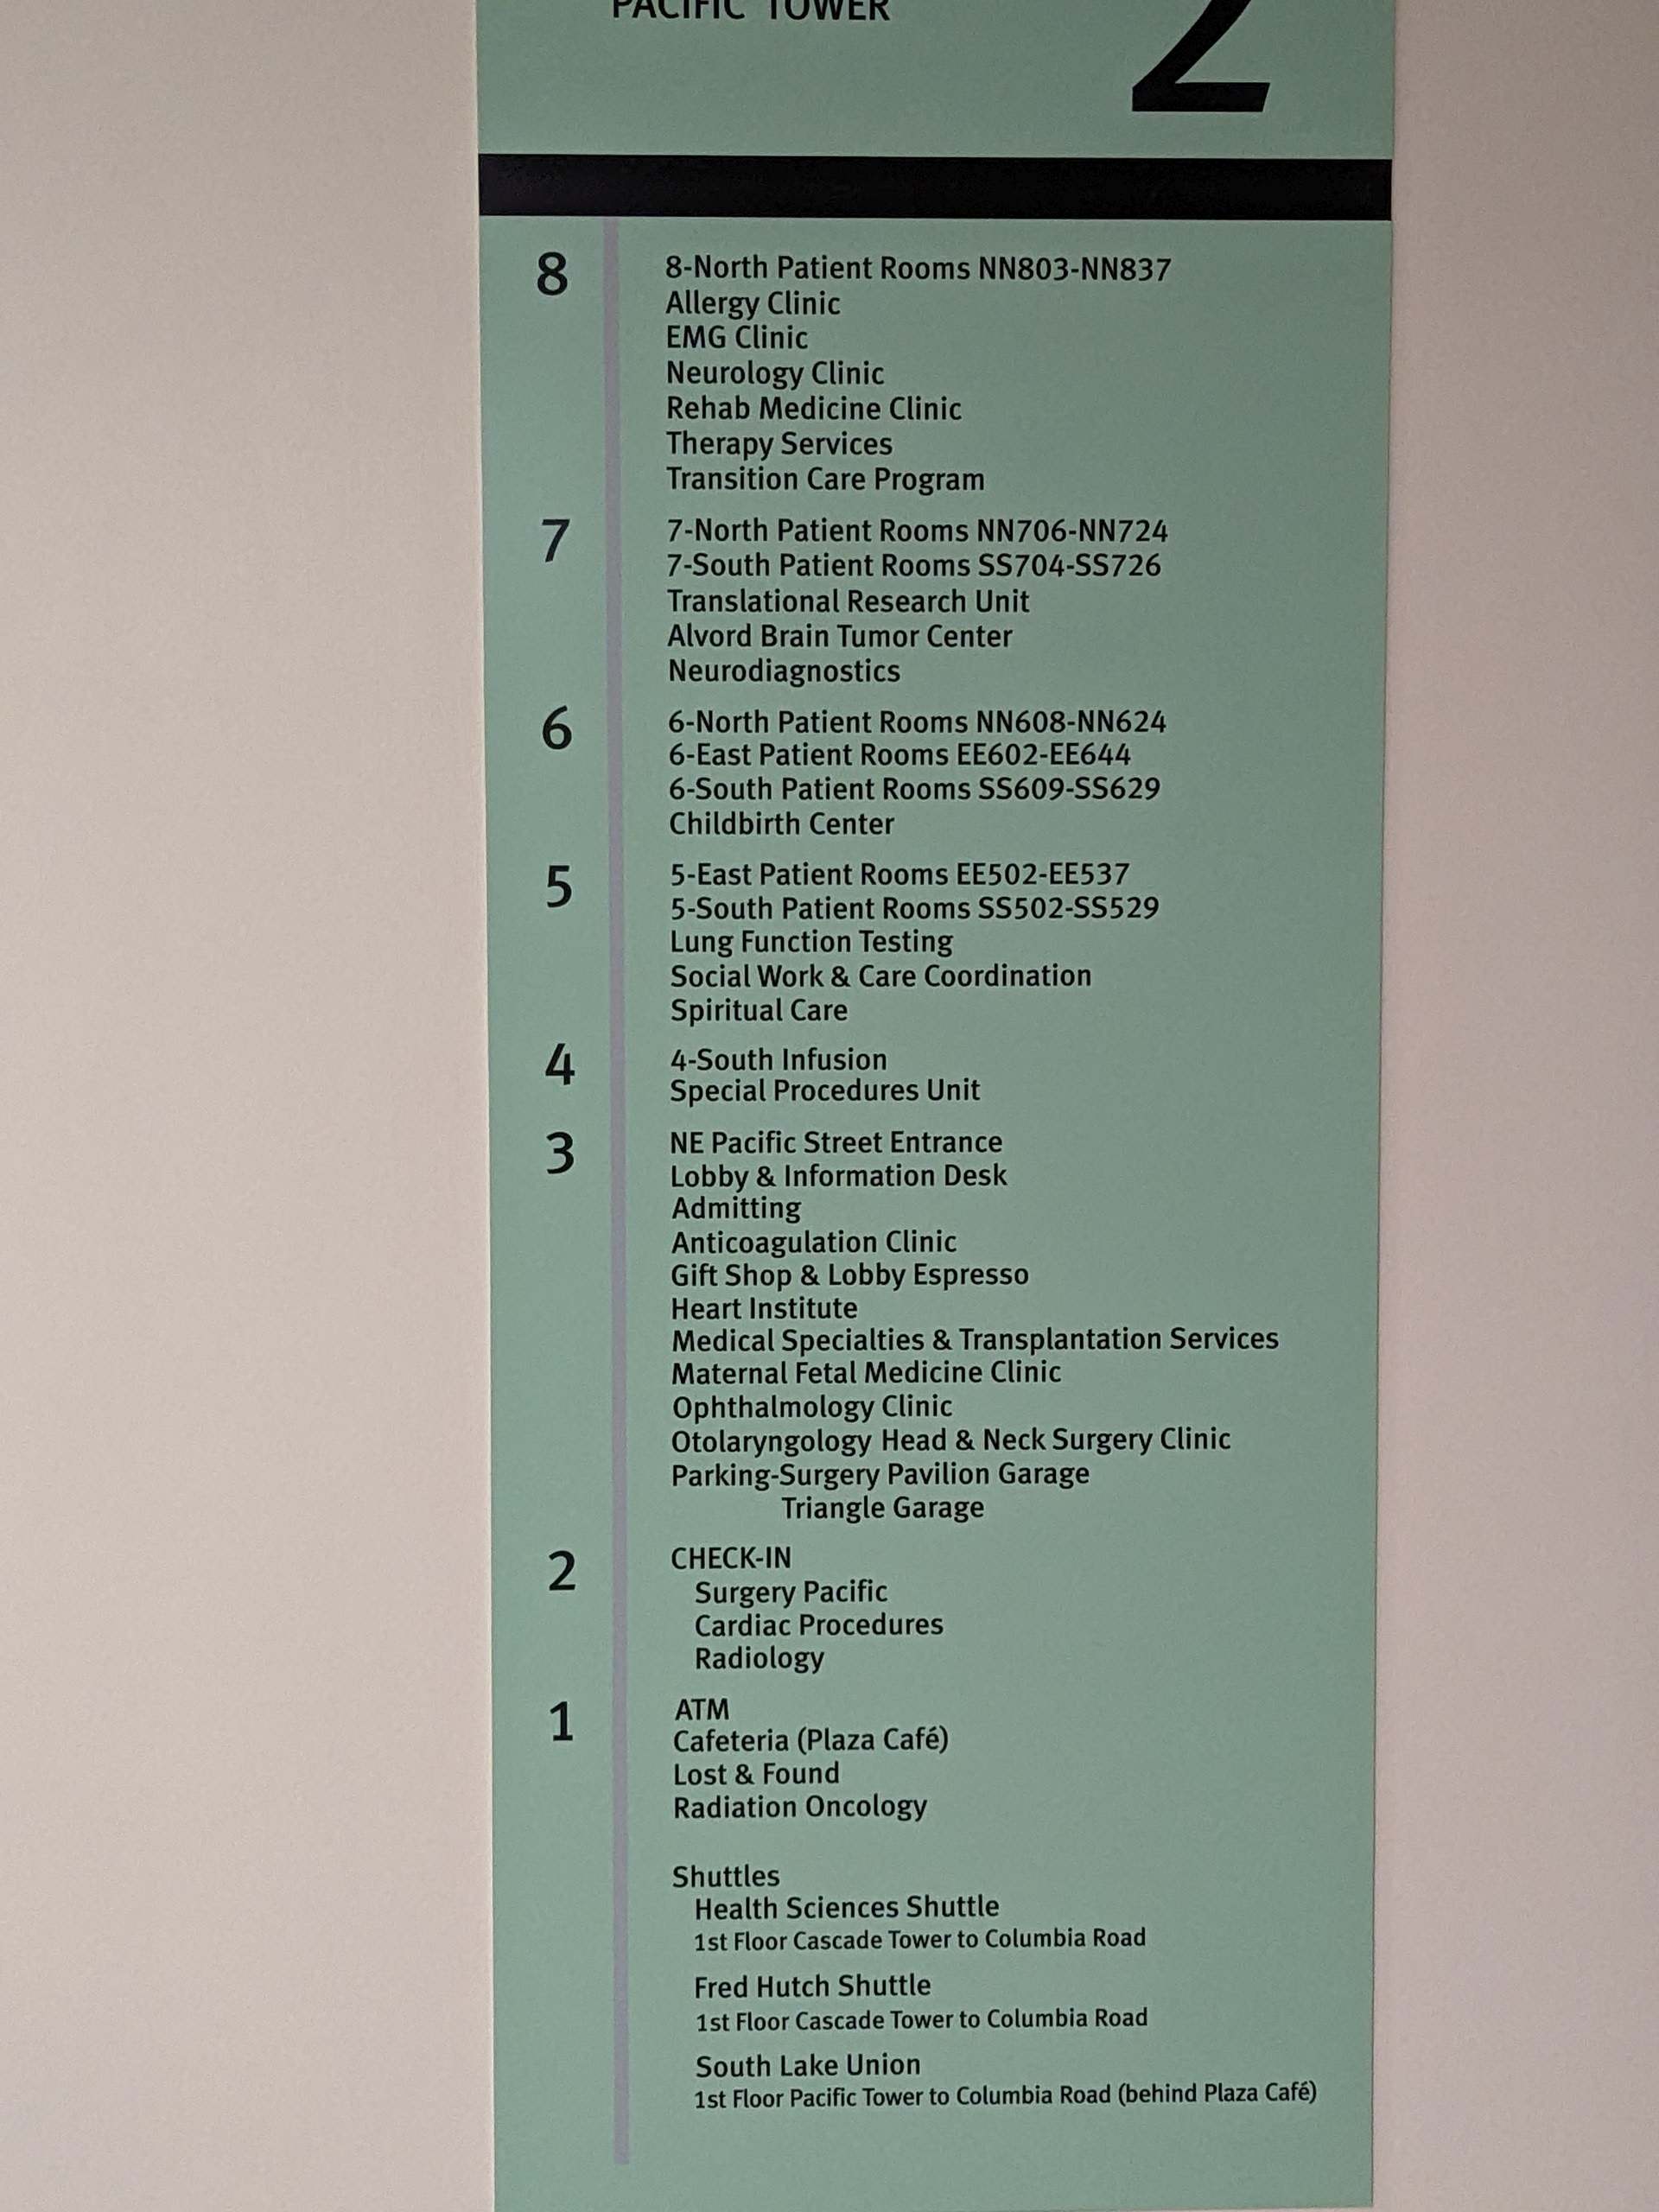 PACIFIC TOWER
2
8
8-North Patient Rooms NN803-NN837
Allergy Clinic
EMG Clinic
Neurology Clinic
Rehab Medicine Clinic
Therapy Services
Transition Care Program
7
7-North Patient Rooms NN706-NN724
7-South Patient Rooms SS704-SS726
Translational Research Unit
Alvord Brain Tumor Center
Neurodiagnostics
6
6-North Patient Rooms NN608-NN624
6-East Patient Rooms EE602-EE644
6-South Patient Rooms SS609-SS629
Childbirth Center
5
5-East Patient Rooms EE502-EE537
5-South Patient Rooms SS502-SS529
Lung Function Testing
Social Work & Care Coordination
Spiritual Care
4
4-South Infusion
Special Procedures Unit
3
NE Pacific Street Entrance
Lobby & Information Desk
Admitting
Anticoagulation Clinic
Gift Shop & Lobby Espresso
Heart Institute
Medical Specialties & Transplantation Services
Maternal Fetal Medicine Clinic
Ophthalmology Clinic
Otolaryngology Head & Neck Surgery Clinic
Parking-Surgery Pavilion Garage
Triangle Garage
2
CHECK-IN
Surgery Pacific
Cardiac Procedures
Radiology
1
ATM
Cafeteria (Plaza Café)
Lost & Found
Radiation Oncology
Shuttles
Health Sciences Shuttle
1st Floor Cascade Tower to Columbia Road
Fred Hutch Shuttle
1st Floor Cascade Tower to Columbia Road
South Lake Union
1st Floor Pacific Tower to Columbia Road (behind Plaza Café)